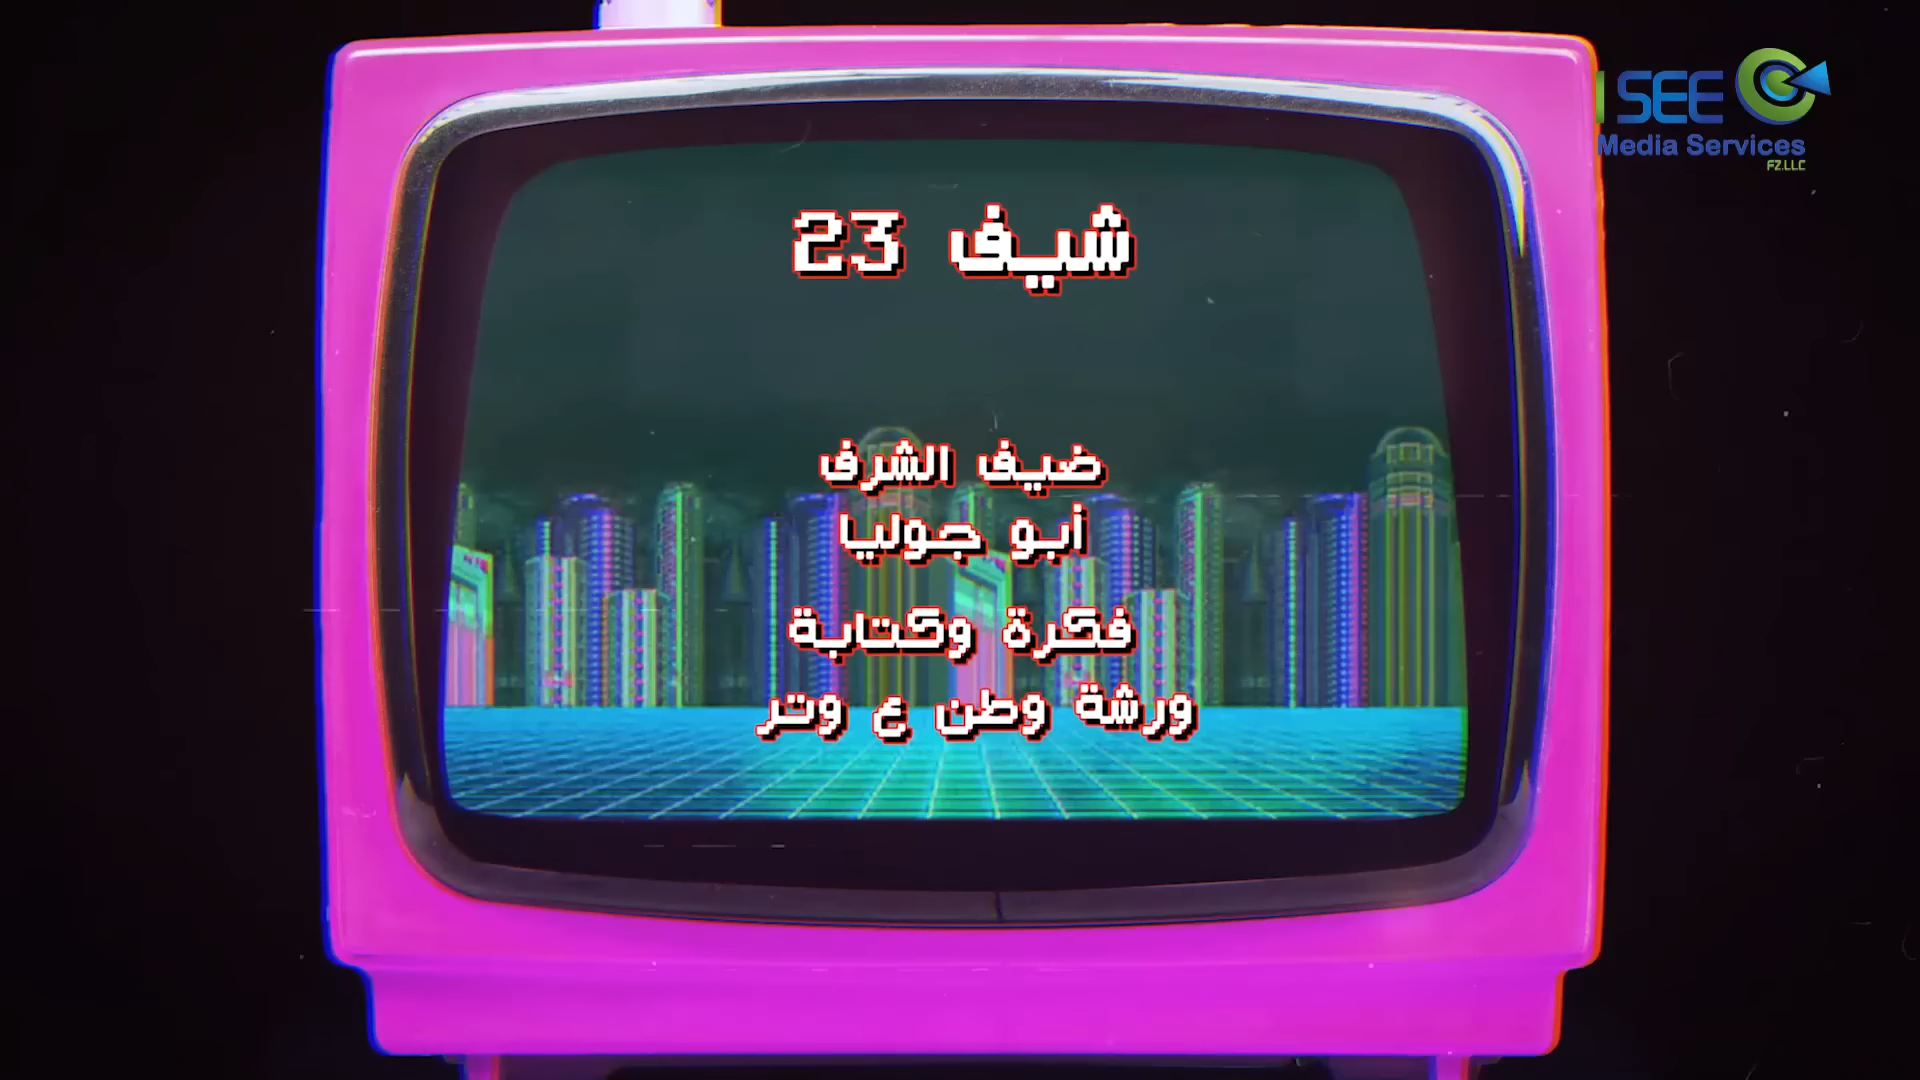 I SEE
Media Services
FZ.LLC
شيف 23
ضيف الشرف
أبو جوليا
فكرة وكتابة
ورشة وطن ع وتر